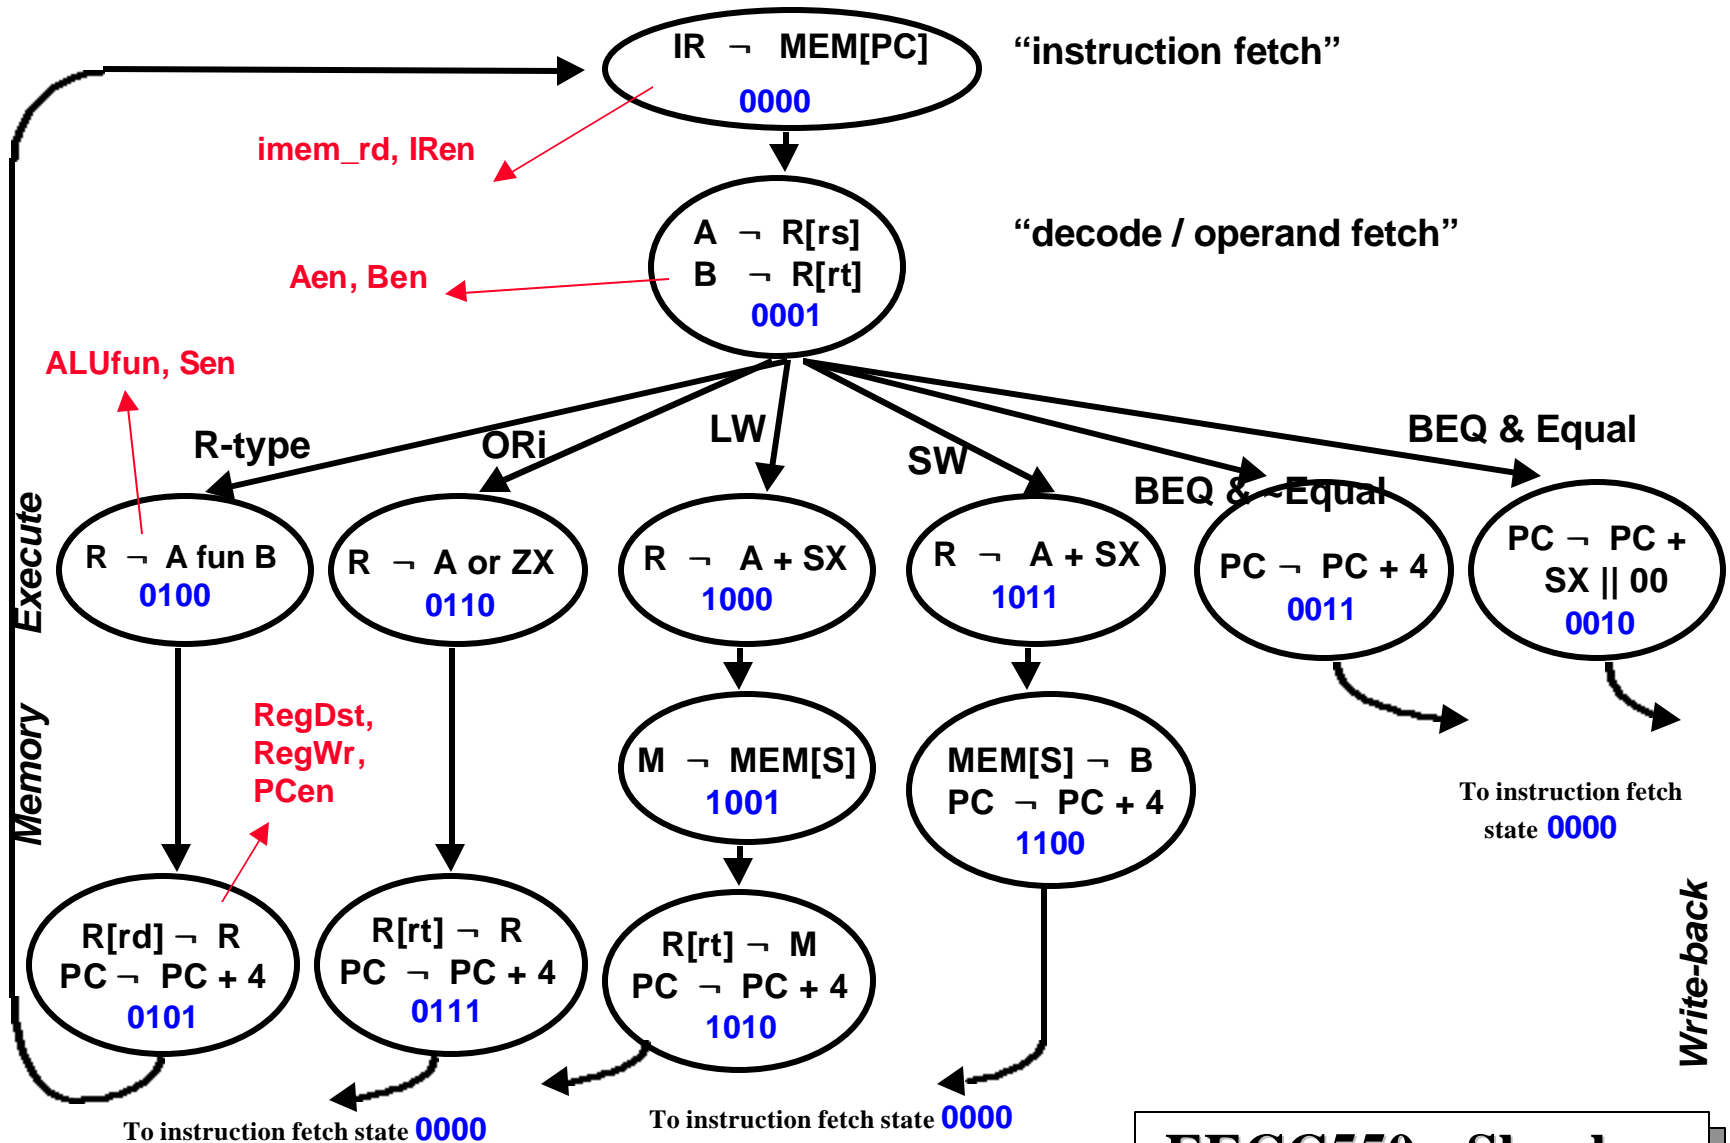 IR ¬ MEM[PC]
0000
“instruction fetch”
imem_rd, IRen
A ¬ R[rs]
B ¬ R[rt]
0001
“decode / operand fetch”
Aen, Ben
ALUfun, Sen
R-type
ORi
LW
SW
BEQ & ~Equal
BEQ & Equal
Execute
R ¬ A fun B
0100
R ¬ A or ZX
0110
R ¬ A + SX
1000
R ¬ A + SX
1011
PC ¬ PC + 4
0011
PC ¬ PC +
SX || 00
0010
Memory
RegDst,
RegWr,
PCen
M ¬ MEM[S]
1001
MEM[S] ¬ B
PC ¬ PC + 4
1100
To instruction fetch
state 0000
Write-back
R[rd] ¬ R
PC ¬ PC + 4
0101
R[rt] ¬ R
PC ¬ PC + 4
0111
R[rt] ¬ M
PC ¬ PC + 4
1010
To instruction fetch state 0000
To instruction fetch state 0000